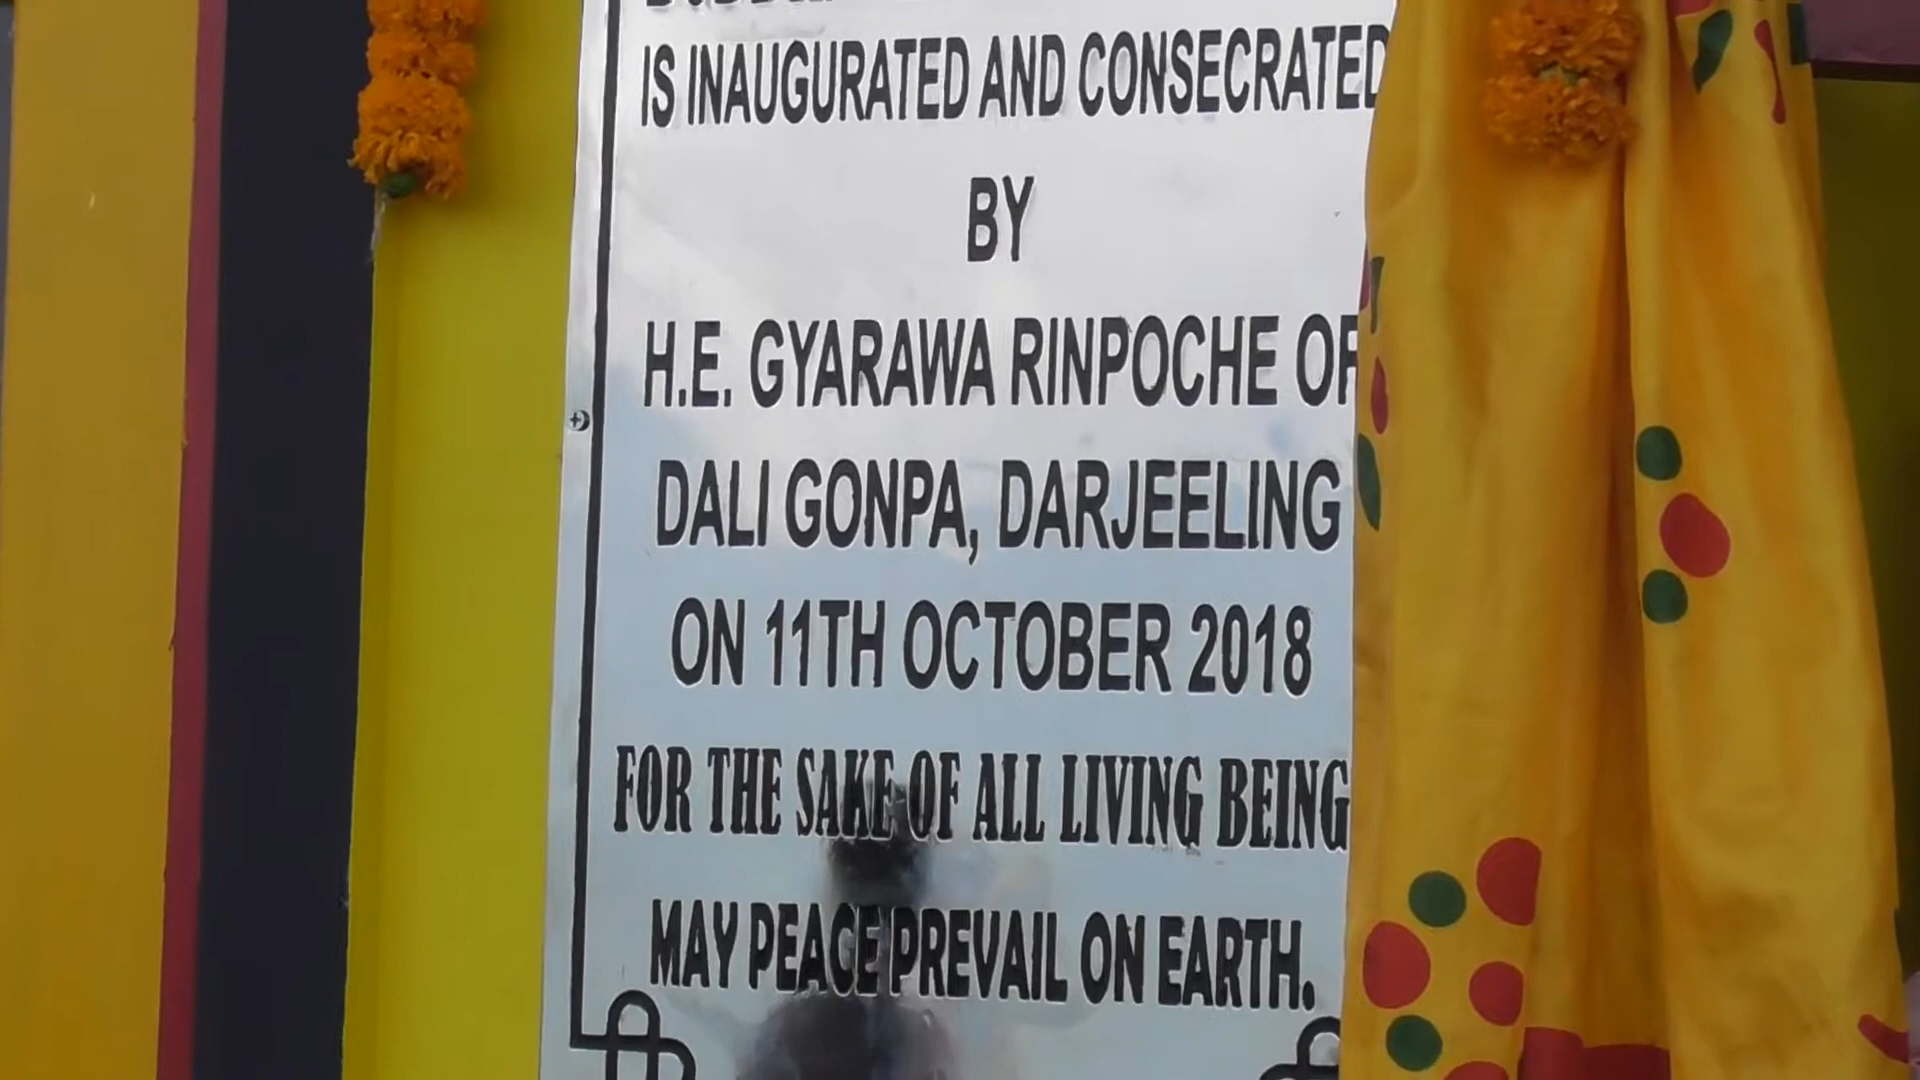 IS INAUGURATED AND CONSECRATED
BY
H.E. GYARAWA RINPOCHE OF
DALI GONPA, DARJEELING
ON 11TH OCTOBER 2018
FOR THE SAKE OF ALL LIVING BEING
MAY PEACE PREVAIL ON EARTH.